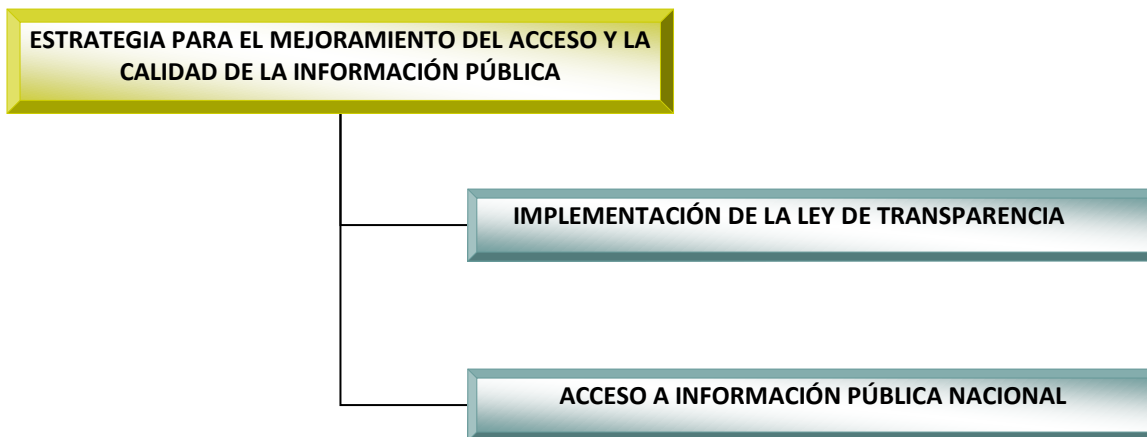 ESTRATEGIA PARA EL MEJORAMIENTO DEL ACCESO Y LA
CALIDAD DE LA INFORMACIÓN PÚBLICA
IMPLEMENTACIÓN DE LA LEY DE TRANSPARENCIA
ACCESO A INFORMACIÓN PÚBLICA NACIONAL